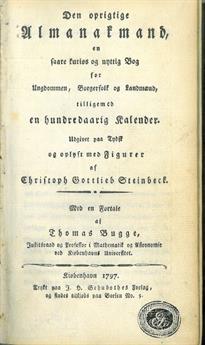 Den oprigtige
Almanakmand,
en
saare kurios og nyttig Bog
for
Ungdommen, Borgerfolk og Landmænd,
tilligemed
en hundredaarig Kalender.
Udgivet paa Tydsk
og oplyst med Figurer
af
Christoph Gottlieb Steinbeck.
Med en Fortale
af
Thomas Bugge,
Justitsraad og Professor i Mathematik og Astronomie
ved Kiøbenhavns Universitet.
Kiøbenhavn 1797.
Trykt paa J. H. Schubothes Forlag,
og findes tilkiøbs paa Børsen No. 5.